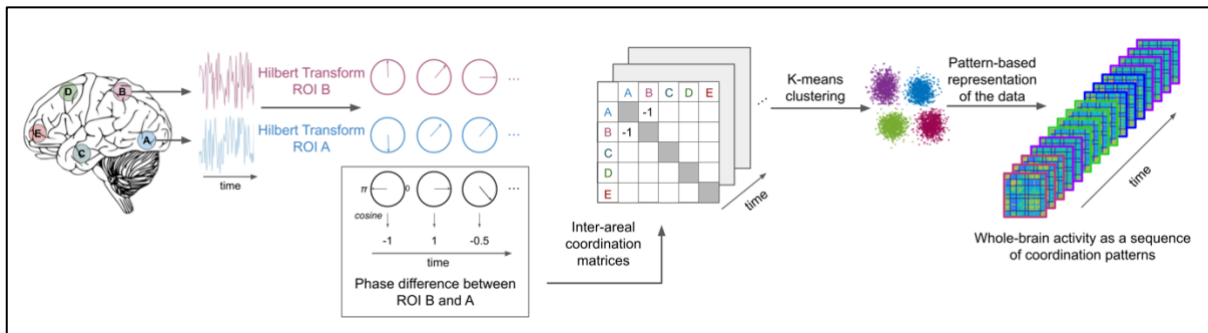 D
B
E
A
C
time
Hilbert Transform
ROI B
...
Hilbert Transform
ROI A
...
π
0
...
cosine
-1 1 -0.5
time
Phase difference between
ROI B and A
Inter-areal
coordination
matrices
A B C D E
A -1
B -1
C
D
E
...
time
K-means
clustering
Pattern-based
representation
of the data
time
Whole-brain activity as a sequence
of coordination patterns